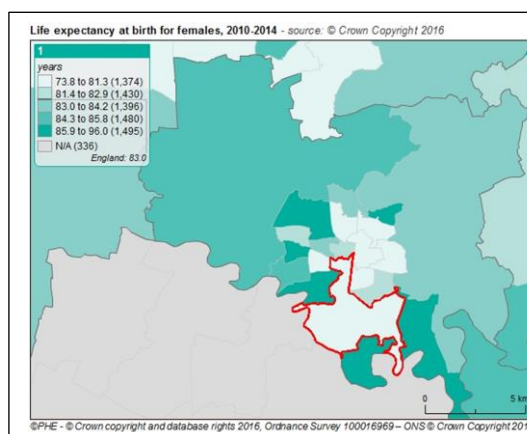 Life expectancy at birth for females, 2010-2014 - source: © Crown Copyright 2016
1
years
73.8 to 81.3 (1,374)
81.4 to 82.9 (1,430)
83.0 to 84.2 (1,396)
84.3 to 85.8 (1,480)
85.9 to 96.0 (1,495)
N/A (336)
England: 83.0
0 5 km
©PHE - © Crown copyright and database rights 2016, Ordnance Survey 100016969 – ONS © Crown Copyright 201